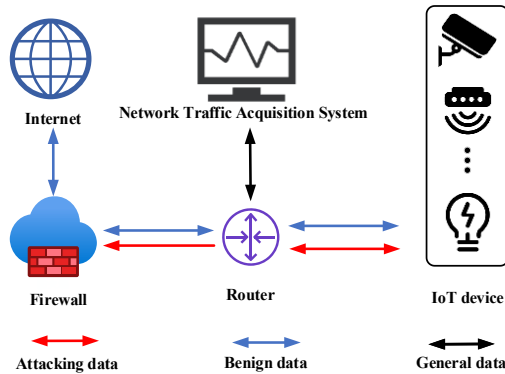 Internet
Network Traffic Acquisition System
Firewall
Router
IoT device
Attacking data
Benign data
General data